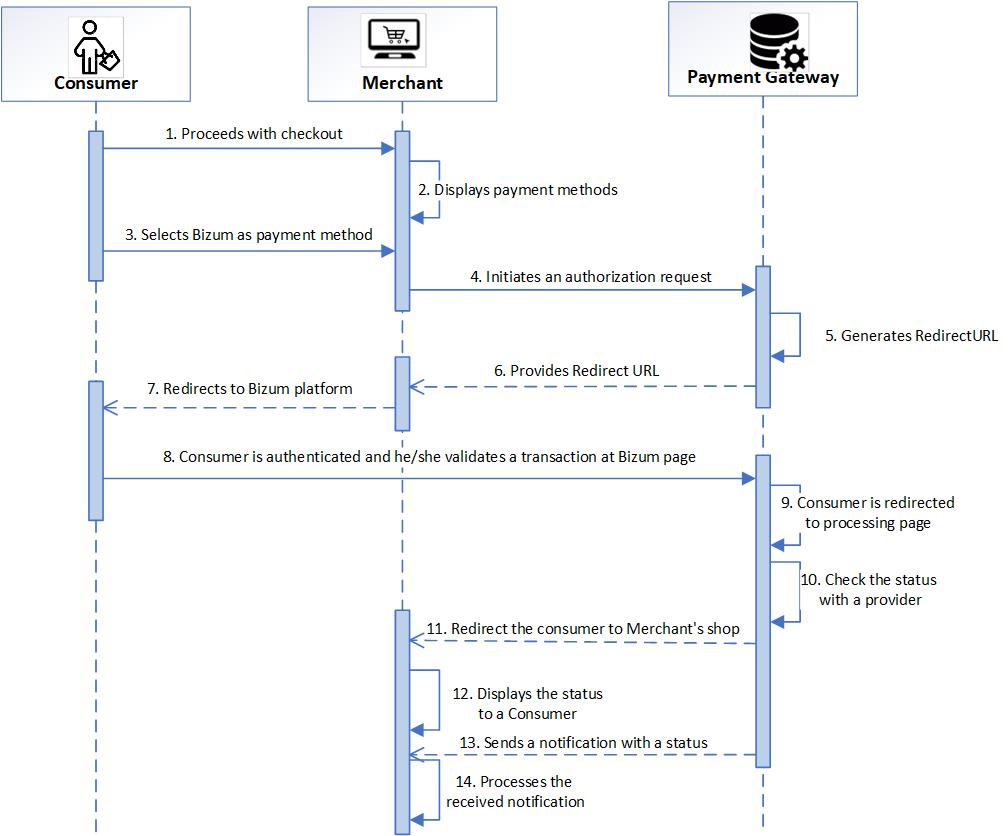 Consumer
Merchant
Payment Gateway
1. Proceeds with checkout
2. Displays payment methods
3. Selects Bizum as payment method
4. Initiates an authorization request
5. Generates RedirectURL
6. Provides Redirect URL
7. Redirects to Bizum platform
8. Consumer is authenticated and he/she validates a transaction at Bizum page
9. Consumer is redirected
to processing page
10. Check the status
with a provider
11. Redirect the consumer to Merchant's shop
12. Displays the status
to a Consumer
13. Sends a notification with a status
14. Processes the
received notification